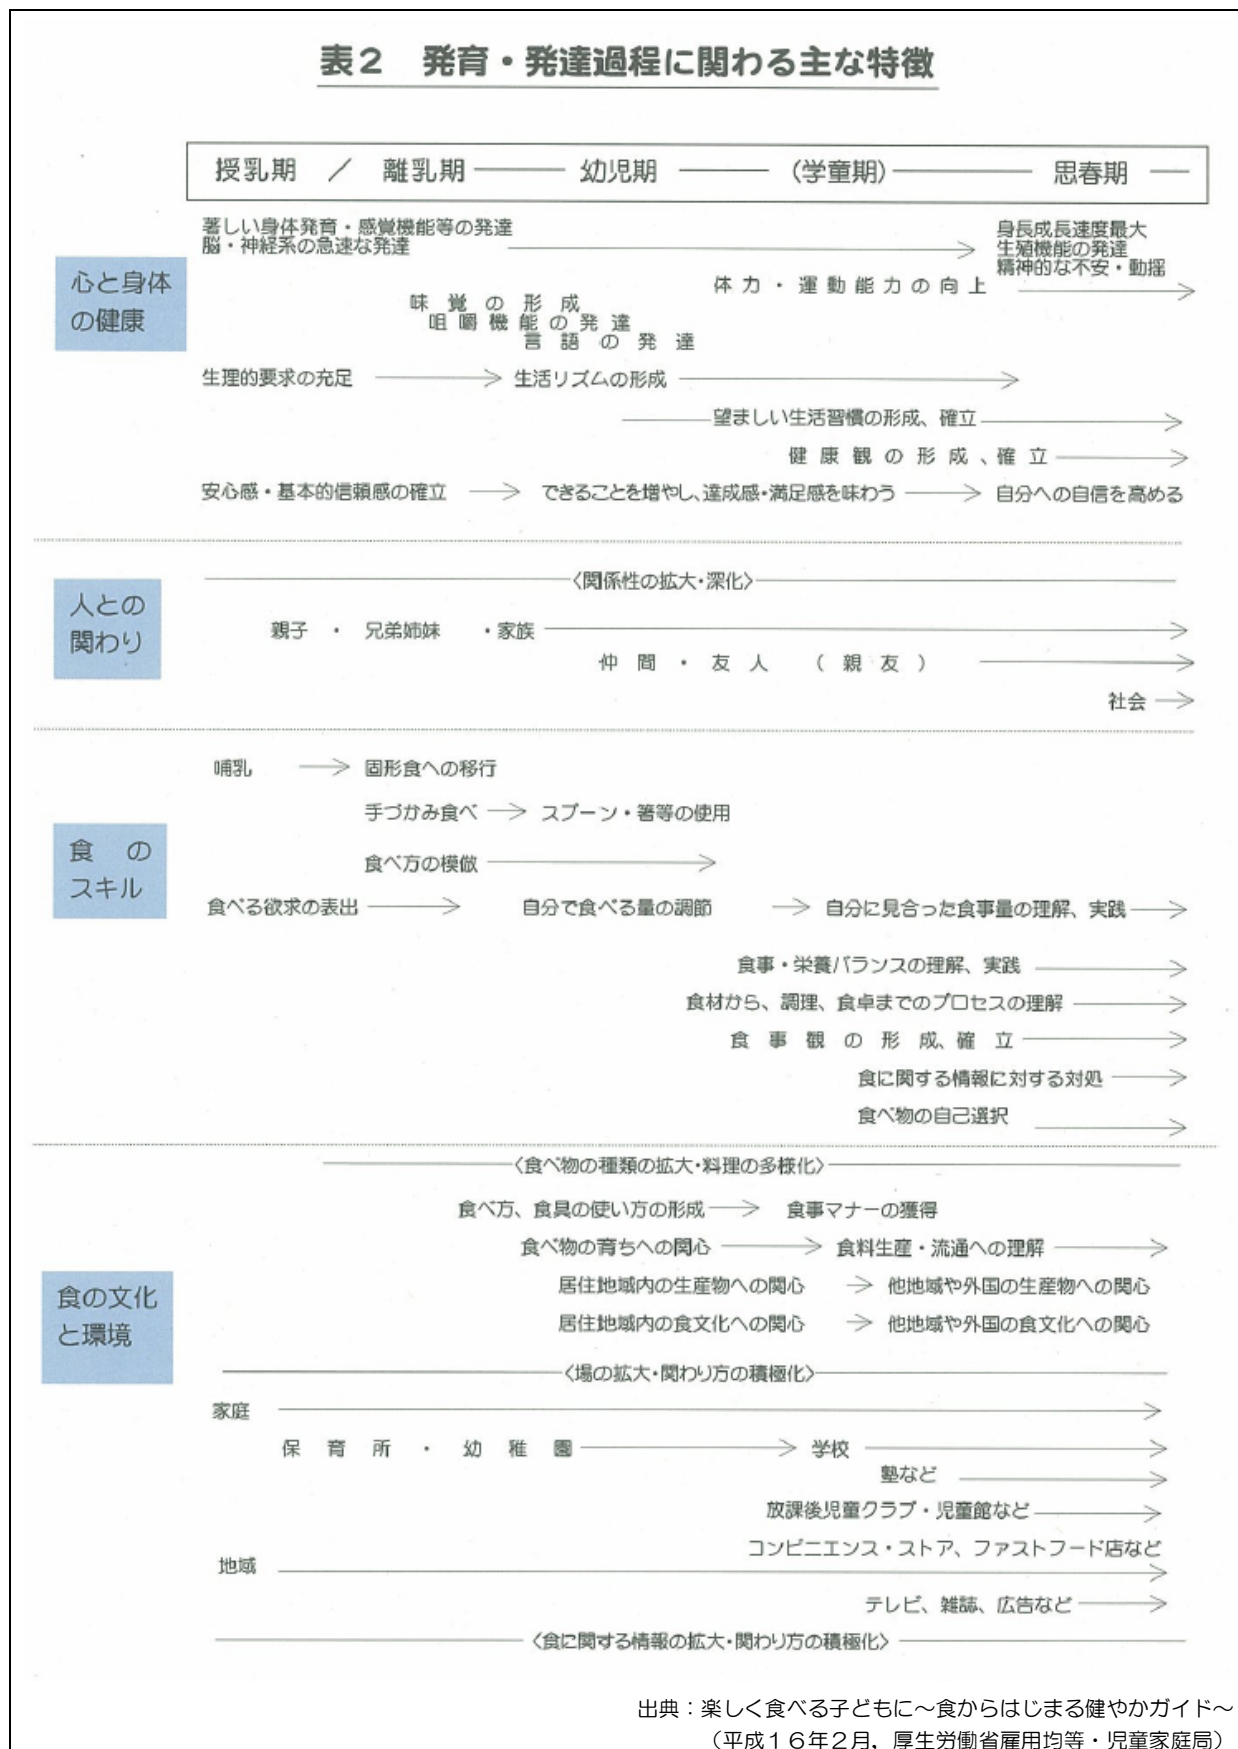 表２　発育・発達過程に関わる主な特徴
授乳期　／　離乳期 ―― 幼児期 ―― （学童期）―― 思春期 ―
心と身体
の健康
著しい身体発育・感覚機能等の発達
脳・神経系の急速な発達
身長成長速度最大
生殖機能の発達
精神的な不安・動揺
体力・運動能力の向上
味覚の形成
咀嚼機能の発達
言語の発達
生理的要求の充足　→　生活リズムの形成 →
望ましい生活習慣の形成、確立 →
健康観の形成、確立 →
安心感・基本的信頼感の確立　→　できることを増やし、達成感・満足感を味わう　→　自分への自信を高める
人との
関わり
〈関係性の拡大・深化〉
親子　・　兄弟姉妹　・家族 →
仲間・友人（親友）　→
社会 →
食　の
スキル
哺乳　→　固形食への移行
手づかみ食べ　→　スプーン・箸等の使用
食べ方の模倣　→
食べる欲求の表出　→　自分で食べる量の調節　→　自分に見合った食事量の理解、実践 →
食事・栄養バランスの理解、実践　→
食材から、調理、食卓までのプロセスの理解　→
食事観の形成、確立 →
食に関する情報に対する対処　→
食べ物の自己選択　→
食の文化
と環境
〈食べ物の種類の拡大・料理の多様化〉
食べ方、食具の使い方の形成　→　食事マナーの獲得
食べ物の育ちへの関心　→　食料生産・流通への理解　→
居住地域内の生産物への関心　→　他地域や外国の生産物への関心
居住地域内の食文化への関心　→　他地域や外国の食文化への関心
〈場の拡大・関わり方の積極化〉
家庭　→
保育所・幼稚園　→　学校　→
塾など　→
放課後児童クラブ・児童館など　→
コンビニエンス・ストア、ファストフード店など
地域　→
テレビ、雑誌、広告など　→
〈食に関する情報の拡大・関わり方の積極化〉
出典：楽しく食べる子どもに～食からはじまる健やかガイド～
（平成１６年２月，厚生労働省雇用均等・児童家庭局）